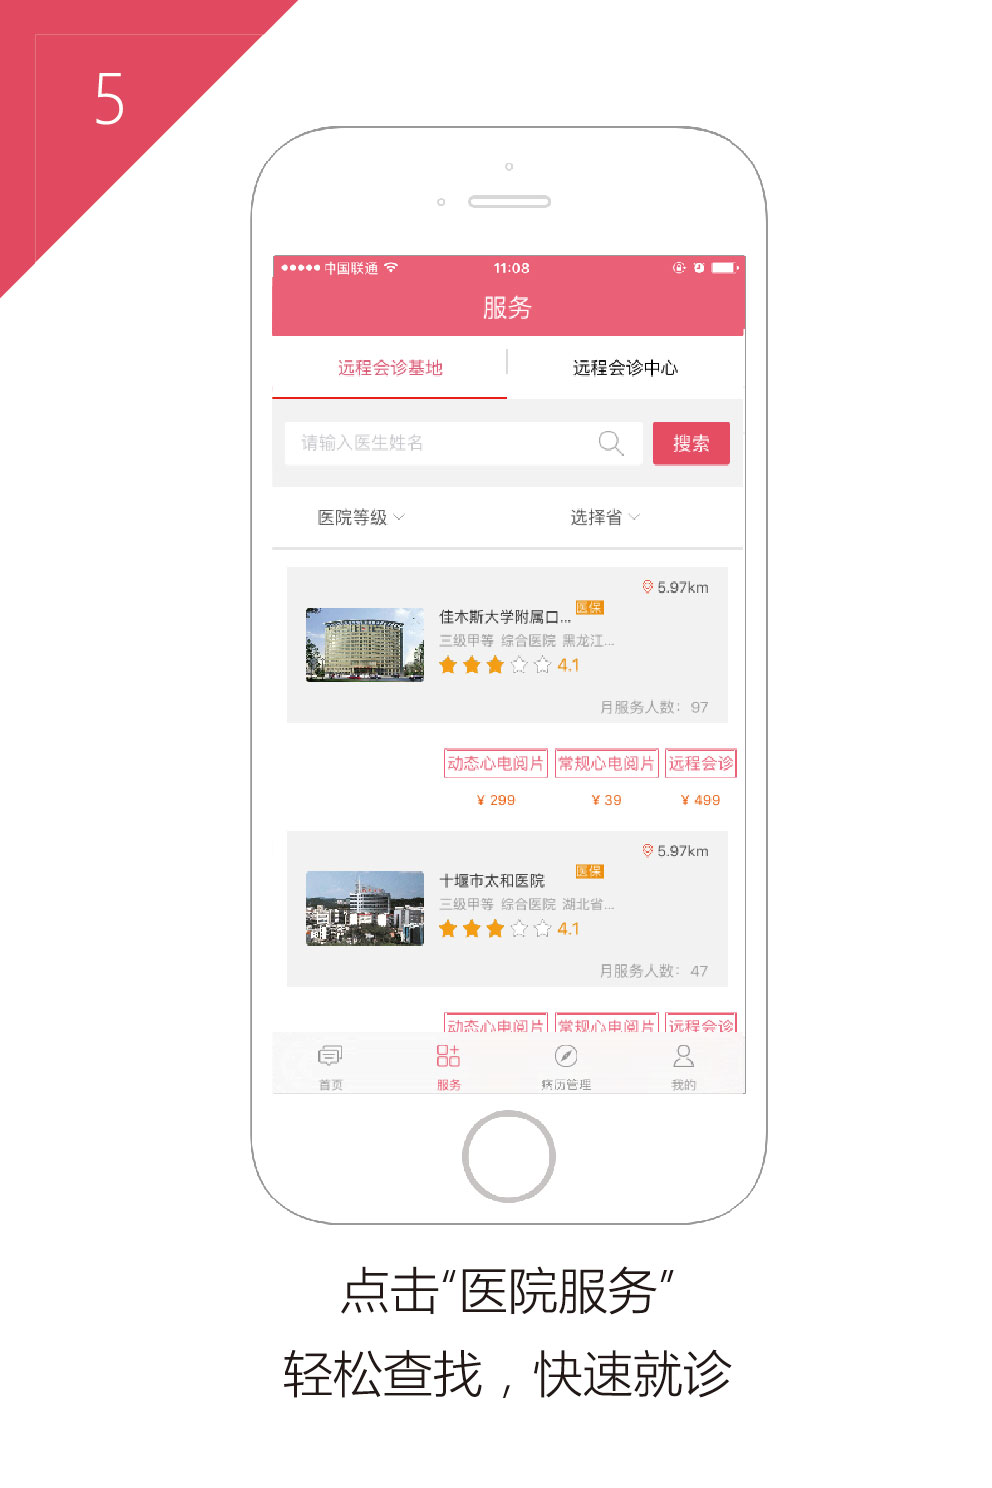 5
中国联通 11:08
服务
远程会诊基地 远程会诊中心
请输入医生姓名 搜索
医院等级 选择省
5.97km
佳木斯大学附属口... 医保
三级甲等 综合医院 黑龙江...
4.1
月服务人数: 97
动态心电阅片 常规心电阅片 远程会诊
¥ 299 ¥ 39 ¥ 499
5.97km
十堰市太和医院 医保
三级甲等 综合医院 湖北省...
4.1
月服务人数: 47
动态心电阅片 常规心电阅片 远程会诊
首页 服务 病历管理 我的
点击“医院服务”
轻松查找，快速就诊